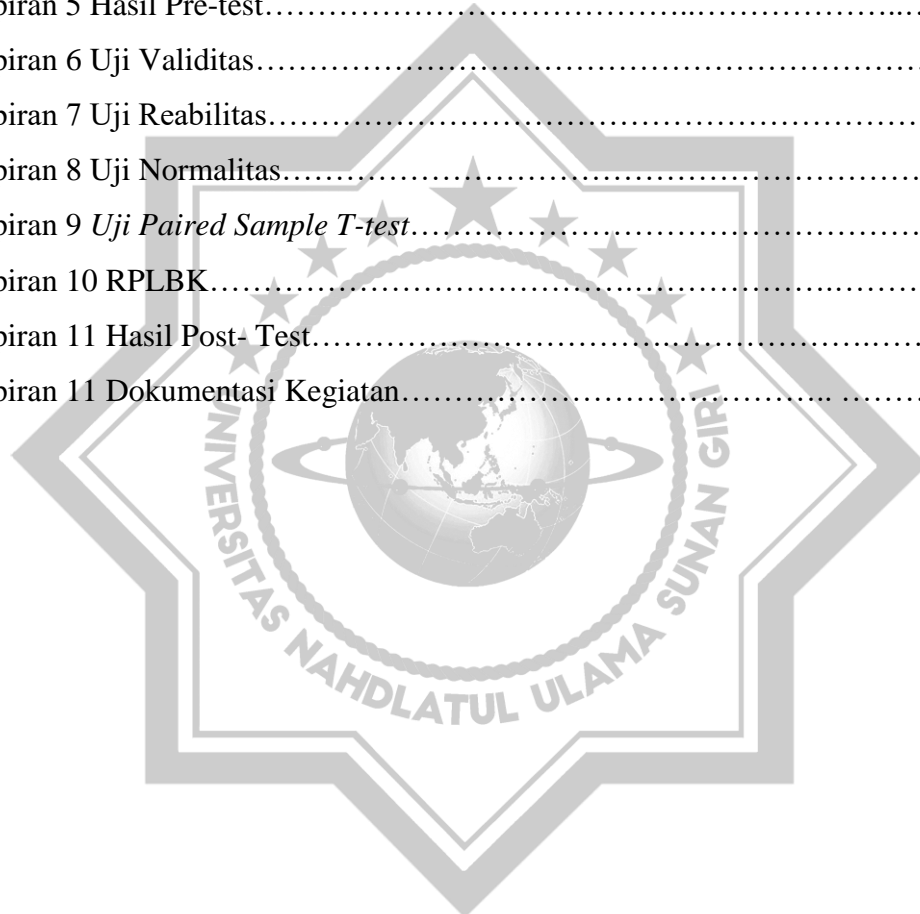 piran 5 Hasil Pre-test……………………………………..………………..…
piran 6 Uji Validitas…………………………………………………………
piran 7 Uji Reabilitas…………………………………………………………
piran 8 Uji Normalitas………………………………………………………
piran 9 Uji Paired Sample T-test……………….……………………………
piran 10 RPLBK…………………………………………………….………
piran 11 Hasil Post- Test……………………………………………….……
piran 11 Dokumentasi Kegiatan…………………………………….. ………
UNIVERSITAS NAHDLATUL ULAMA SUNAN GIRI